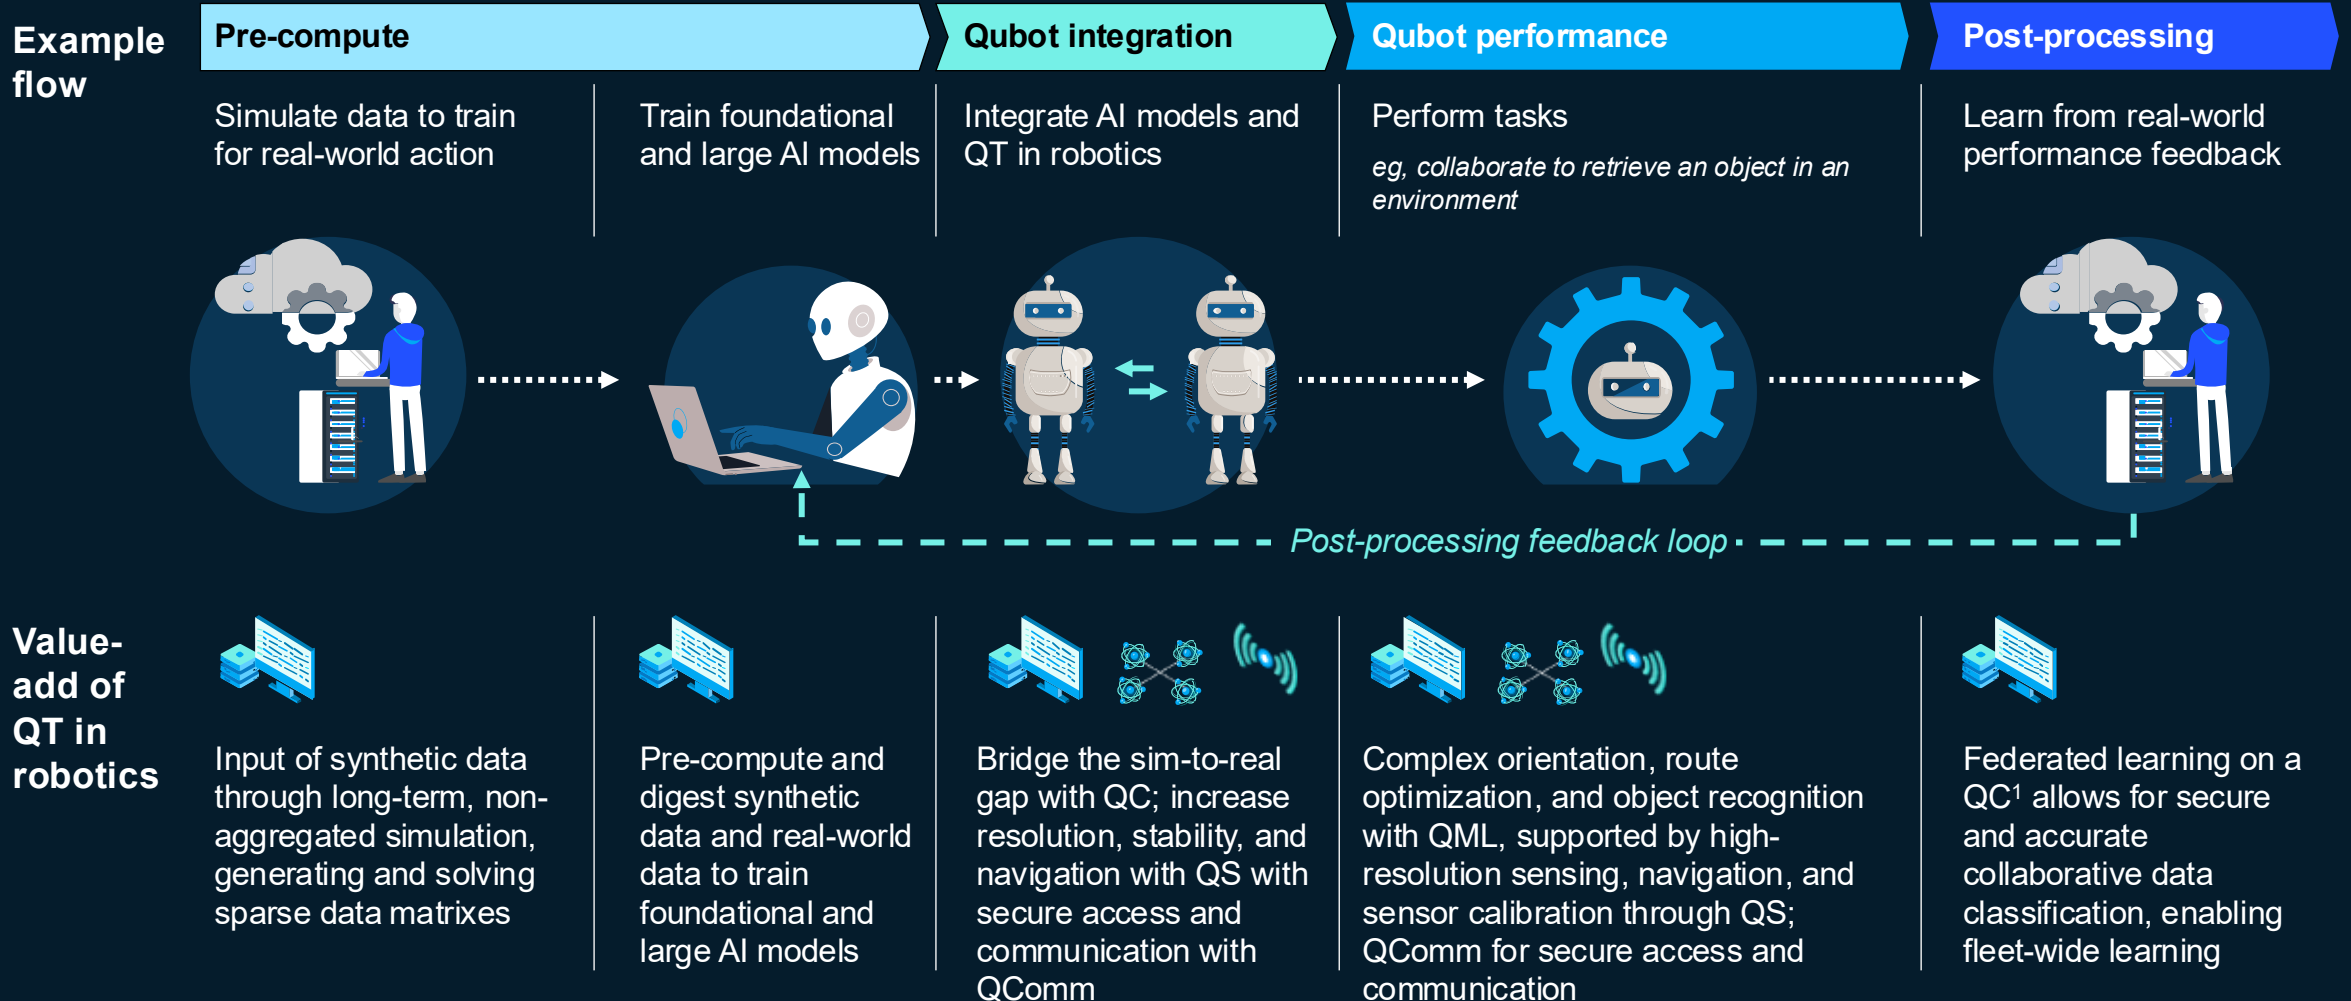 Example
flow
Pre-compute
Qubot integration
Qubot performance
Post-processing
Simulate data to train
for real-world action
Train foundational
and large AI models
Integrate AI models and
QT in robotics
Perform tasks
eg, collaborate to retrieve an object in an
environment
Learn from real-world
performance feedback
Post-processing feedback loop
Value-
add of
QT in
robotics
Input of synthetic data
through long-term, non-
aggregated simulation,
generating and solving
sparse data matrixes
Pre-compute and
digest synthetic
data and real-world
data to train
foundational and
large AI models
Bridge the sim-to-real
gap with QC; increase
resolution, stability, and
navigation with QS with
secure access and
communication with
QComm
Complex orientation, route
optimization, and object recognition
with QML, supported by high-
resolution sensing, navigation, and
sensor calibration through QS;
QComm for secure access and
communication
Federated learning on a
QC¹ allows for secure
and accurate
collaborative data
classification, enabling
fleet-wide learning